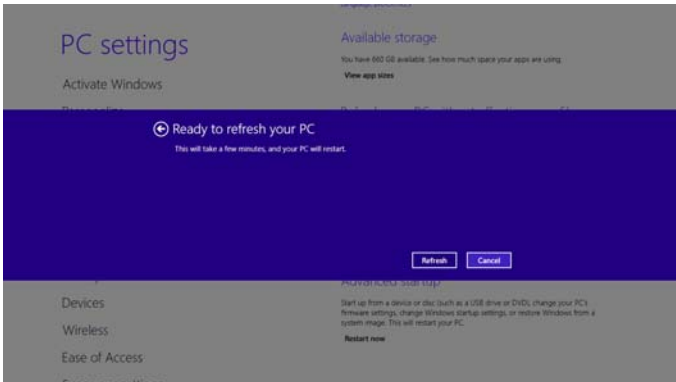 PC settings
Activate Windows
Available storage
You have 660 GB available. See how much space your apps are using.
View app sizes
Ready to refresh your PC
This will take a few minutes, and your PC will restart.
Refresh
Cancel
Devices
Wireless
Ease of Access
Advanced startup
Start up from a device or disc (such as a USB drive or DVD), change your PC's
firmware settings, change Windows startup settings, or restore Windows from a
system image. This will restart your PC.
Restart now